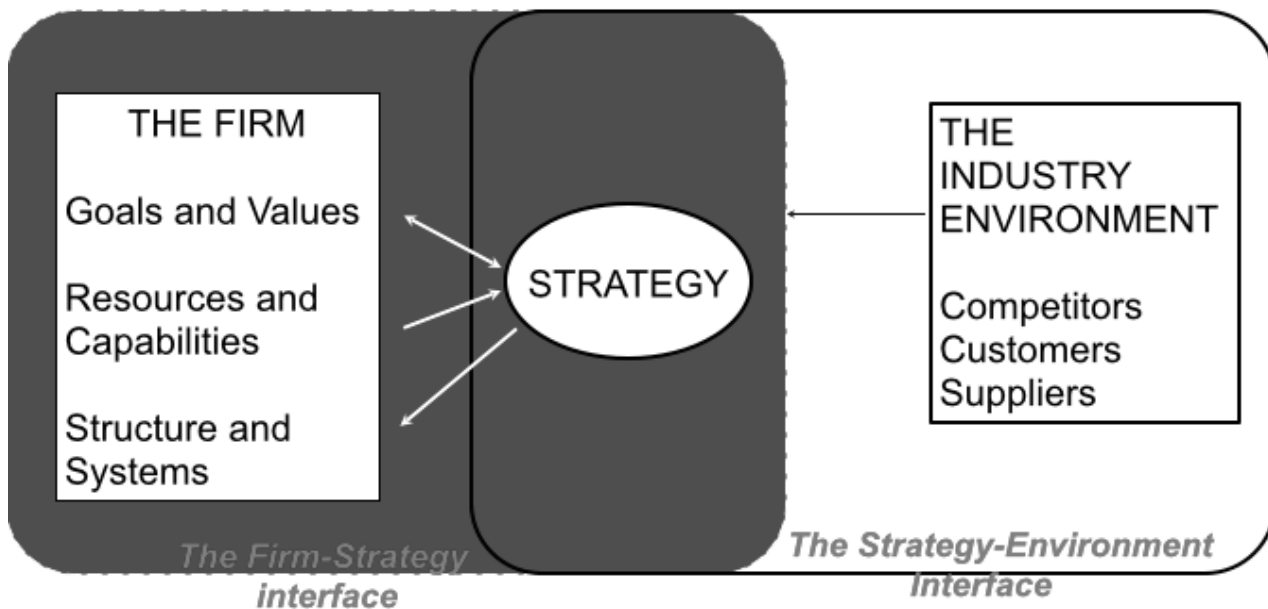 THE FIRM
Goals and Values
Resources and
Capabilities
Structure and
Systems
STRATEGY
THE
INDUSTRY
ENVIRONMENT
Competitors
Customers
Suppliers
The Firm-Strategy
interface
The Strategy-Environment
Interface